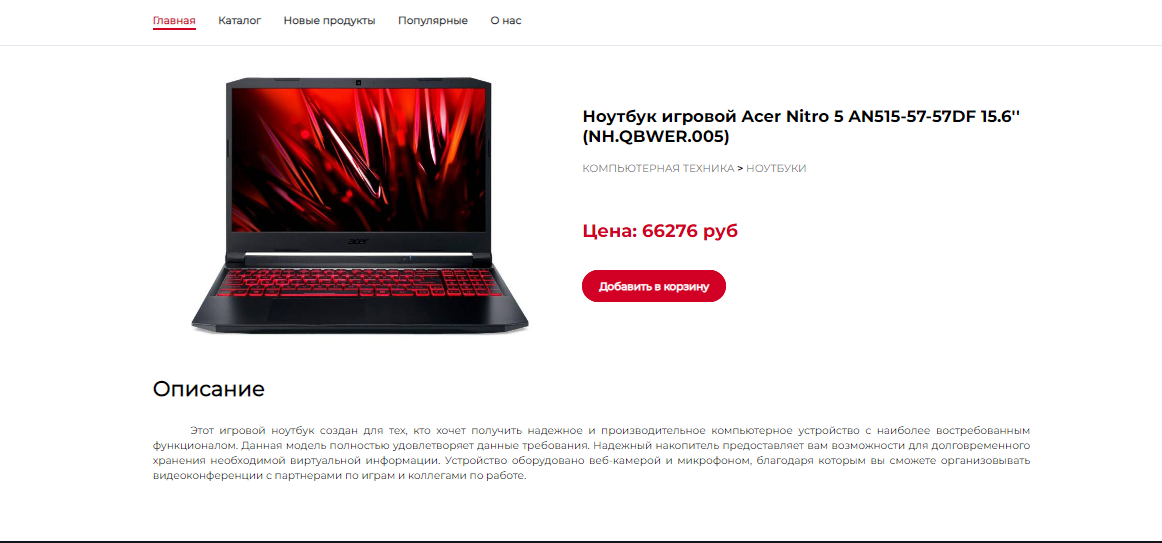 Главная Каталог Новые продукты Популярные О нас
Ноутбук игровой Acer Nitro 5 AN515-57-57DF 15.6''
(NH.QBWER.005)
КОМПЬЮТЕРНАЯ ТЕХНИКА > НОУТБУКИ
Цена: 66276 руб
acer
Добавить в корзину
Описание
Этот игровой ноутбук создан для тех, кто хочет получить надежное и производительное компьютерное устройство с наиболее востребованным
функционалом. Данная модель полностью удовлетворяет данные требования. Надежный накопитель предоставляет вам возможности для долговременного
хранения необходимой виртуальной информации. Устройство оборудовано веб-камерой и микрофоном, благодаря которым вы сможете организовывать
видеоконференции с партнерами по играм и коллегами по работе.